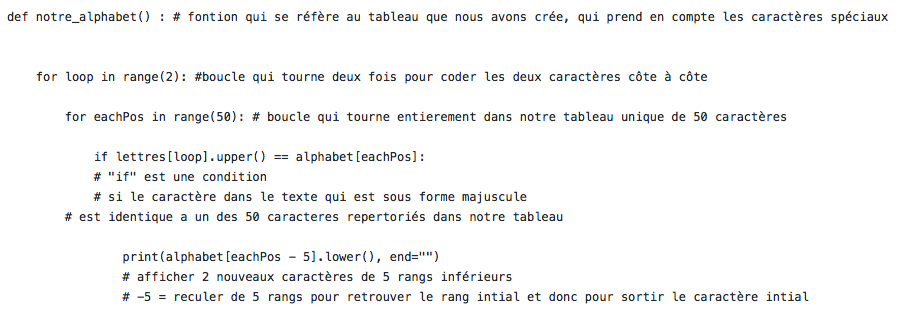 def notre_alphabet() : # fontion qui se réfère au tableau que nous avons crée, qui prend en compte les caractères spéciaux
for loop in range(2): #boucle qui tourne deux fois pour coder les deux caractères côte à côte
for eachPos in range(50): # boucle qui tourne entierement dans notre tableau unique de 50 caractères
if lettres[loop].upper() == alphabet[eachPos]:
# "if" est une condition
# si le caractère dans le texte qui est sous forme majuscule
# est identique a un des 50 caracteres repertoriés dans notre tableau
print(alphabet[eachPos - 5].lower(), end="")
# afficher 2 nouveaux caractères de 5 rangs inférieurs
# -5 = reculer de 5 rangs pour retrouver le rang intial et donc pour sortir le caractère intial